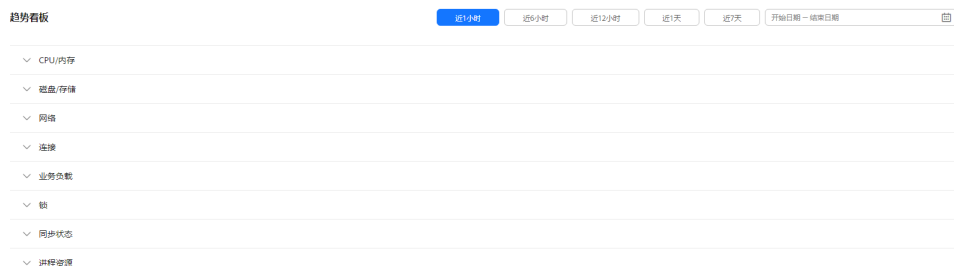 趋势看板 近1小时 近6小时 近12小时 近1天 近7天 开始日期 – 结束日期
CPU/内存
磁盘/存储
网络
连接
业务负载
锁
同步状态
进程资源